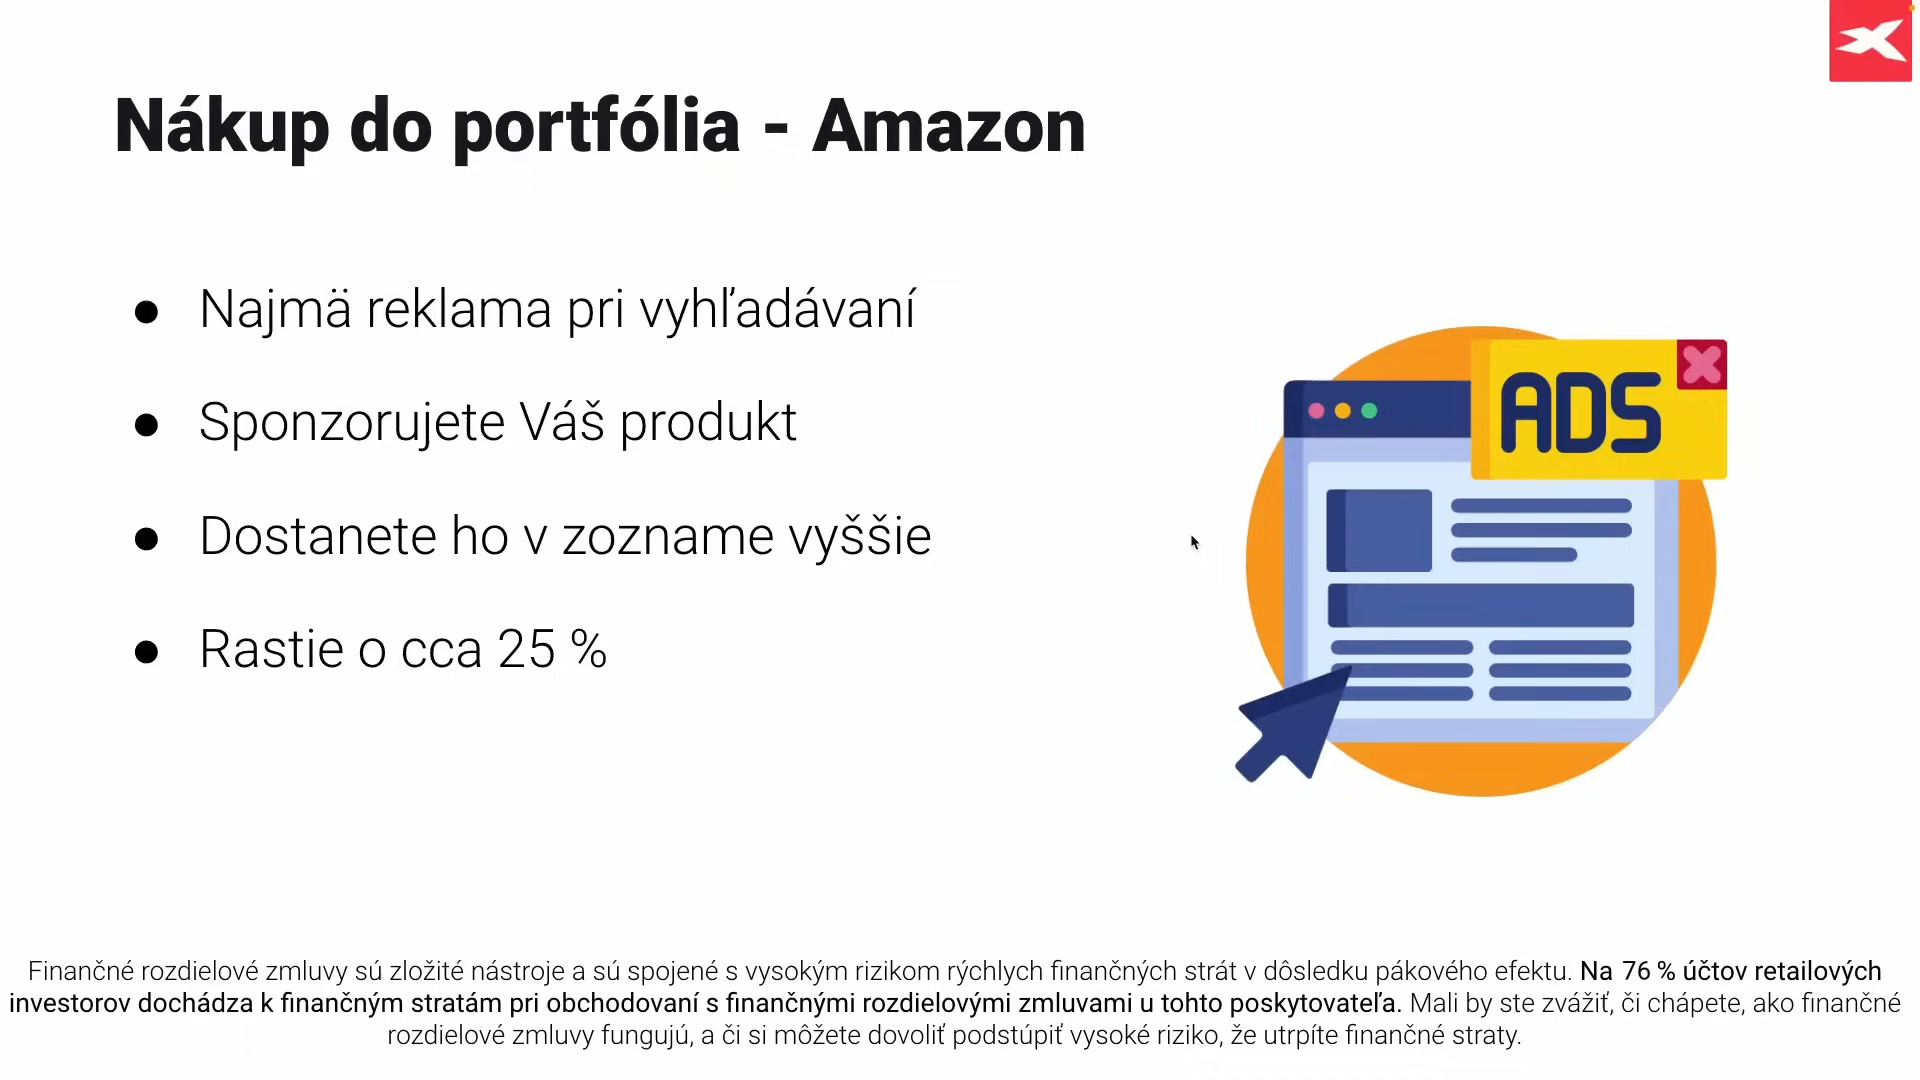 Nákup do portfólia - Amazon
● Najmä reklama pri vyhľadávaní
● Sponzorujete Váš produkt
● Dostanete ho v zozname vyššie
● Rastie o cca 25 %
ADS
Finančné rozdielové zmluvy sú zložité nástroje a sú spojené s vysokým rizikom rýchlych finančných strát v dôsledku pákového efektu. Na 76 % účtov retailových
investorov dochádza k finančným stratám pri obchodovaní s finančnými rozdielovými zmluvami u tohto poskytovateľa. Mali by ste zvážiť, či chápete, ako finančné
rozdielové zmluvy fungujú, a či si môžete dovoliť podstúpiť vysoké riziko, že utrpíte finančné straty.